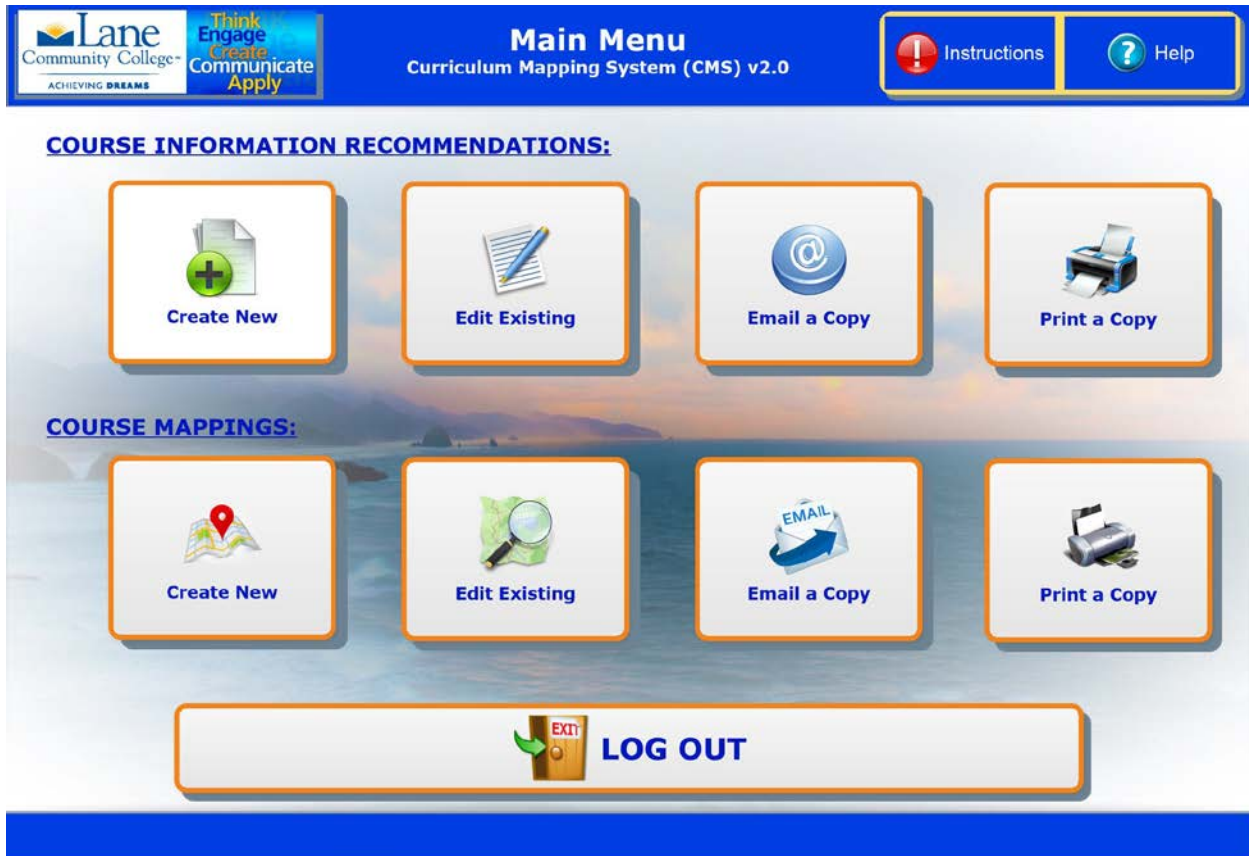 Lane
Community College
ACHIEVING DREAMS
Think
Engage
Create
Communicate
Apply
Main Menu
Curriculum Mapping System (CMS) v2.0
Instructions
Help
COURSE INFORMATION RECOMMENDATIONS:
Create New
Edit Existing
Email a Copy
Print a Copy
COURSE MAPPINGS:
EMAIL
Create New
Edit Existing
Email a Copy
Print a Copy
EXIT
LOG OUT